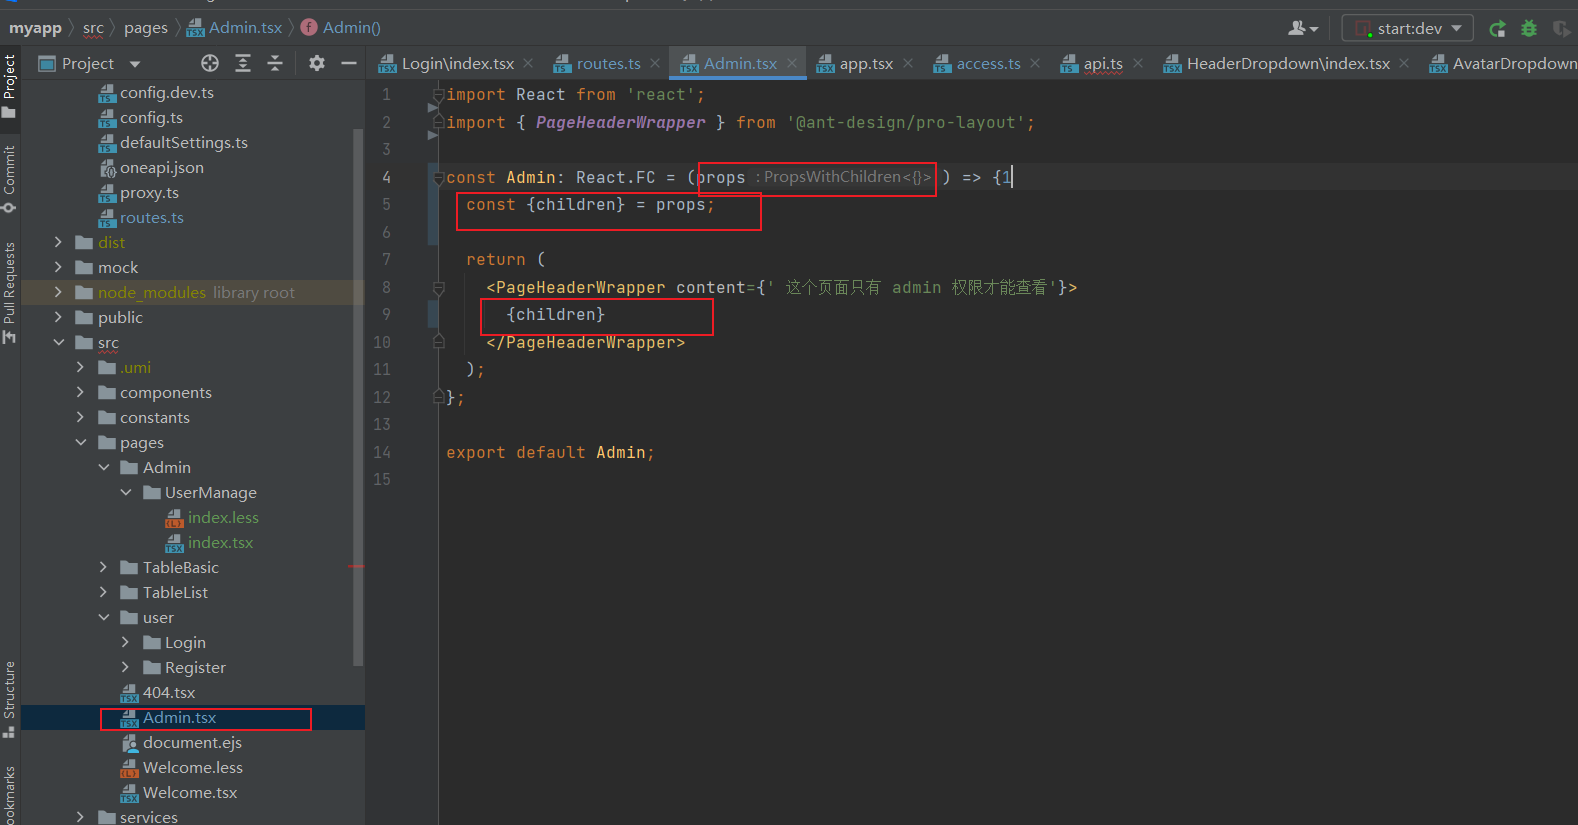 myapp src pages Admin.tsx f Admin() start:dev
Project Login\index.tsx routes.ts Admin.tsx app.tsx access.ts api.ts HeaderDropdown\index.tsx AvatarDropdown
Project
Commit
Pull Requests
Structure
ookmarks
config.dev.ts
config.ts
defaultSettings.ts
oneapi.json
proxy.ts
routes.ts
dist
mock
node_modules library root
public
src
.umi
components
constants
pages
Admin
UserManage
index.less
index.tsx
TableBasic
TableList
user
Login
Register
404.tsx
Admin.tsx
document.ejs
Welcome.less
Welcome.tsx
services
1 import React from 'react';
2 import { PageHeaderWrapper } from '@ant-design/pro-layout';
3
4 const Admin: React.FC = (props : PropsWithChildren<{}> ) => {1
5 const {children} = props;
6
7 return (
8 <PageHeaderWrapper content={' 这个页面只有 admin 权限才能查看'}>
9 {children}
10 </PageHeaderWrapper>
11 );
12 };
13
14 export default Admin;
15